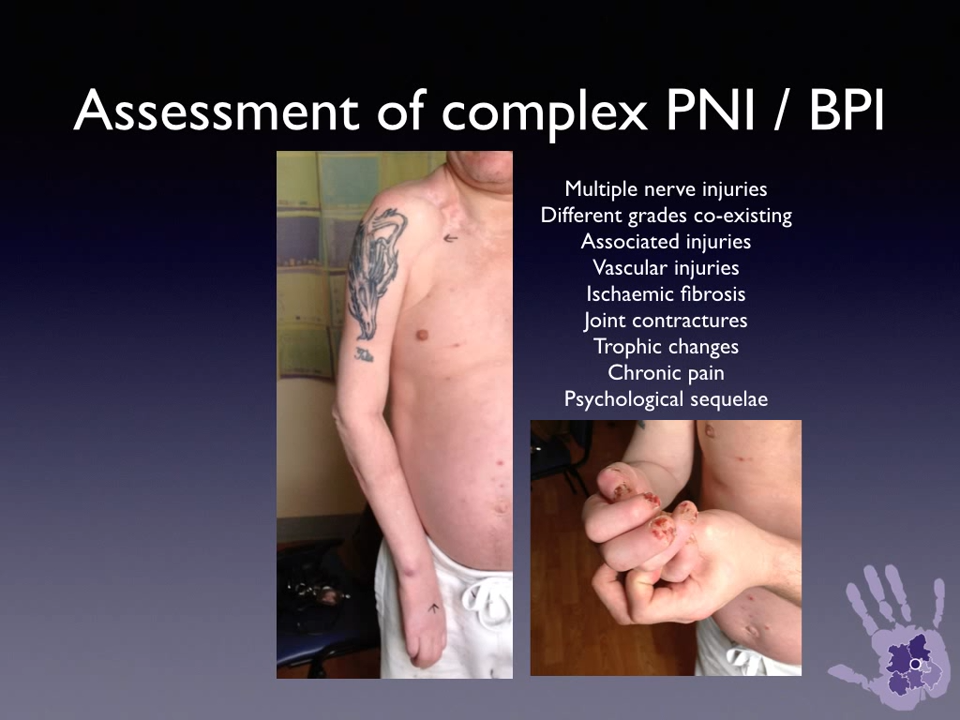 Assessment of complex PNI / BPI
Multiple nerve injuries
Different grades co-existing
Associated injuries
Vascular injuries
Ischaemic fibrosis
Joint contractures
Trophic changes
Chronic pain
Psychological sequelae